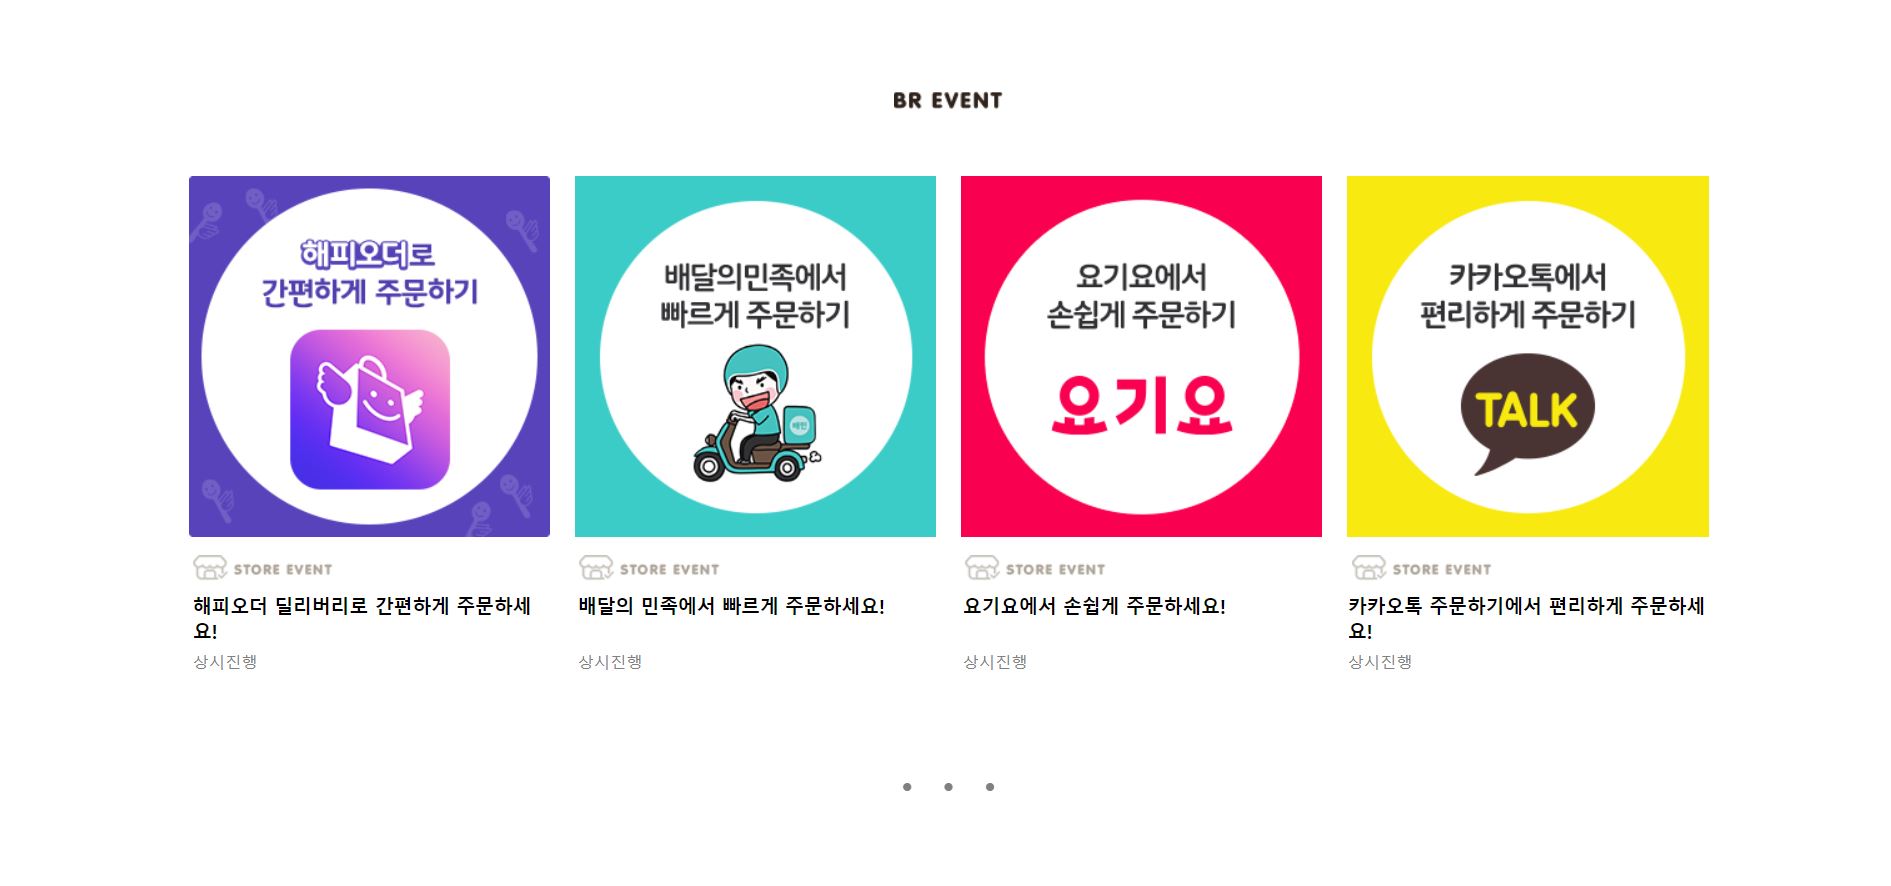 BR EVENT
해피오더로
간편하게 주문하기
배달의민족에서
빠르게 주문하기
배민
요기요에서
손쉽게 주문하기
요기요
카카오톡에서
편리하게 주문하기
TALK
STORE EVENT
해피오더 딜리버리로 간편하게 주문하세
요!
상시진행
STORE EVENT
배달의 민족에서 빠르게 주문하세요!
상시진행
STORE EVENT
요기요에서 손쉽게 주문하세요!
상시진행
STORE EVENT
카카오톡 주문하기에서 편리하게 주문하세
요!
상시진행